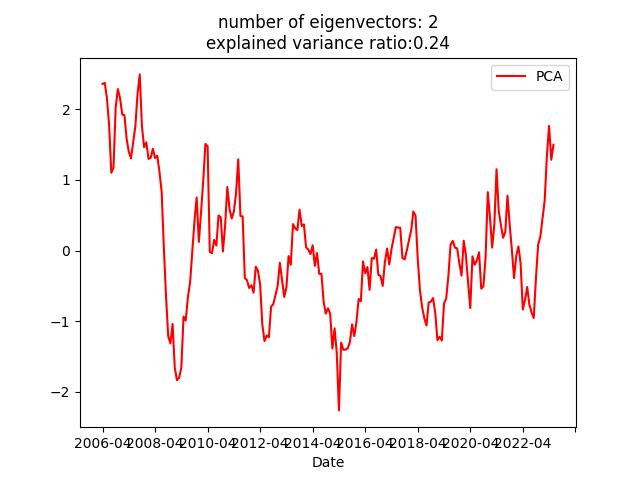 number of eigenvectors: 2
explained variance ratio:0.24
PCA
2
1
0
−1
−2
2006-04 2008-04 2010-04 2012-04 2014-04 2016-04 2018-04 2020-04 2022-04
Date